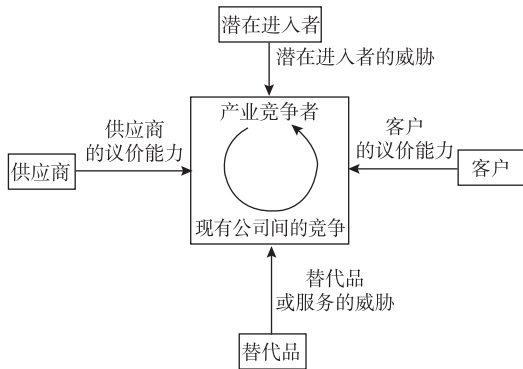 潜在进入者
潜在进入者的威胁
产业竞争者
供应商
的议价能力
客户
的议价能力
供应商
客户
现有公司间的竞争
替代品
或服务的威胁
替代品